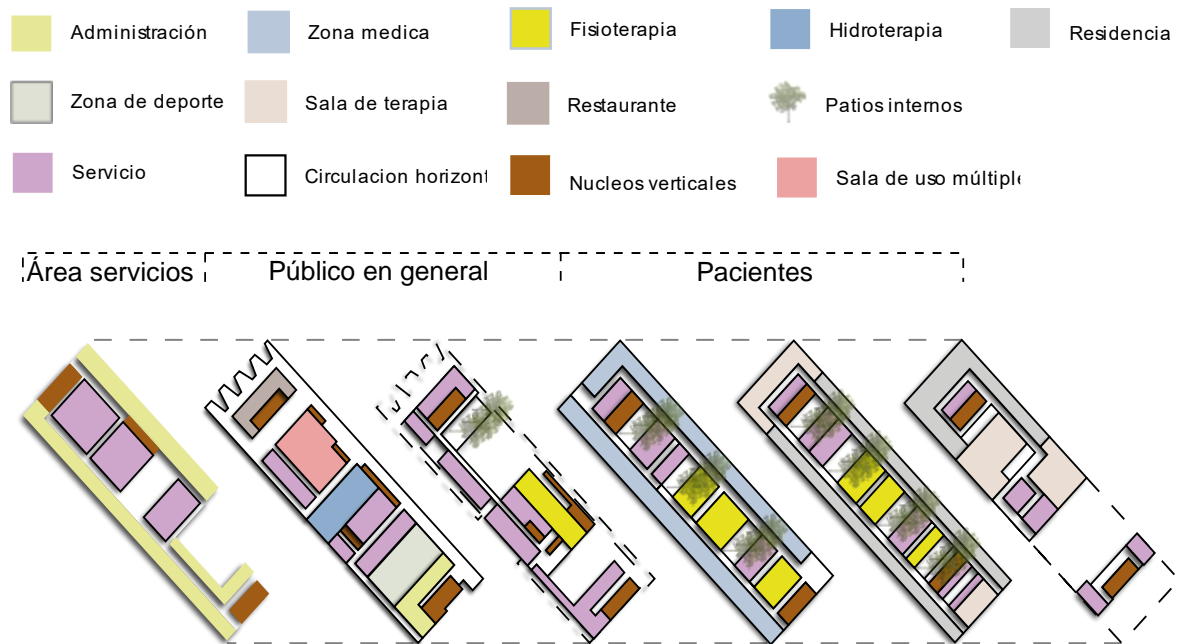 Administración
Zona medica
Fisioterapia
Hidroterapia
Residencia
Zona de deporte
Sala de terapia
Restaurante
Patios internos
Servicio
Circulacion horizont
Nucleos verticales
Sala de uso múltiple
Área servicios
Público en general
Pacientes